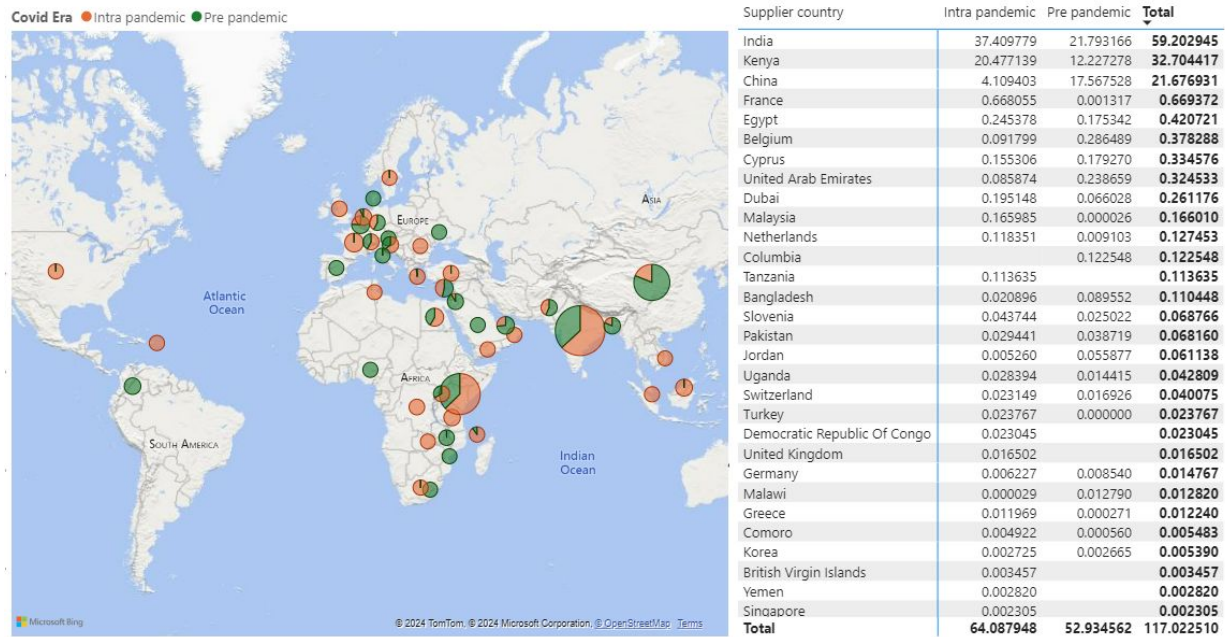 Covid Era Intra pandemic Pre pandemic
EUROPE
ASIA
Atlantic
Ocean
AFRICA
SOUTH AMERICA
Indian
Ocean
Microsoft Bing
© 2024 TomTom, © 2024 Microsoft Corporation, © OpenStreetMap Terms
Supplier country Intra pandemic Pre pandemic Total
India 37.409779 21.793166 59.202945
Kenya 20.477139 12.227278 32.704417
China 4.109403 17.567528 21.676931
France 0.668055 0.001317 0.669372
Egypt 0.245378 0.175342 0.420721
Belgium 0.091799 0.286489 0.378288
Cyprus 0.155306 0.179270 0.334576
United Arab Emirates 0.085874 0.238659 0.324533
Dubai 0.195148 0.066028 0.261176
Malaysia 0.165985 0.000026 0.166010
Netherlands 0.118351 0.009103 0.127453
Columbia 0.122548 0.122548
Tanzania 0.113635 0.113635
Bangladesh 0.020896 0.089552 0.110448
Slovenia 0.043744 0.025022 0.068766
Pakistan 0.029441 0.038719 0.068160
Jordan 0.005260 0.055877 0.061138
Uganda 0.028394 0.014415 0.042809
Switzerland 0.023149 0.016926 0.040075
Turkey 0.023767 0.000000 0.023767
Democratic Republic Of Congo 0.023045 0.023045
United Kingdom 0.016502 0.016502
Germany 0.006227 0.008540 0.014767
Malawi 0.000029 0.012790 0.012820
Greece 0.011969 0.000271 0.012240
Comoro 0.004922 0.000560 0.005483
Korea 0.002725 0.002665 0.005390
British Virgin Islands 0.003457 0.003457
Yemen 0.002820 0.002820
Singapore 0.002305 0.002305
Total 64.087948 52.934562 117.022510